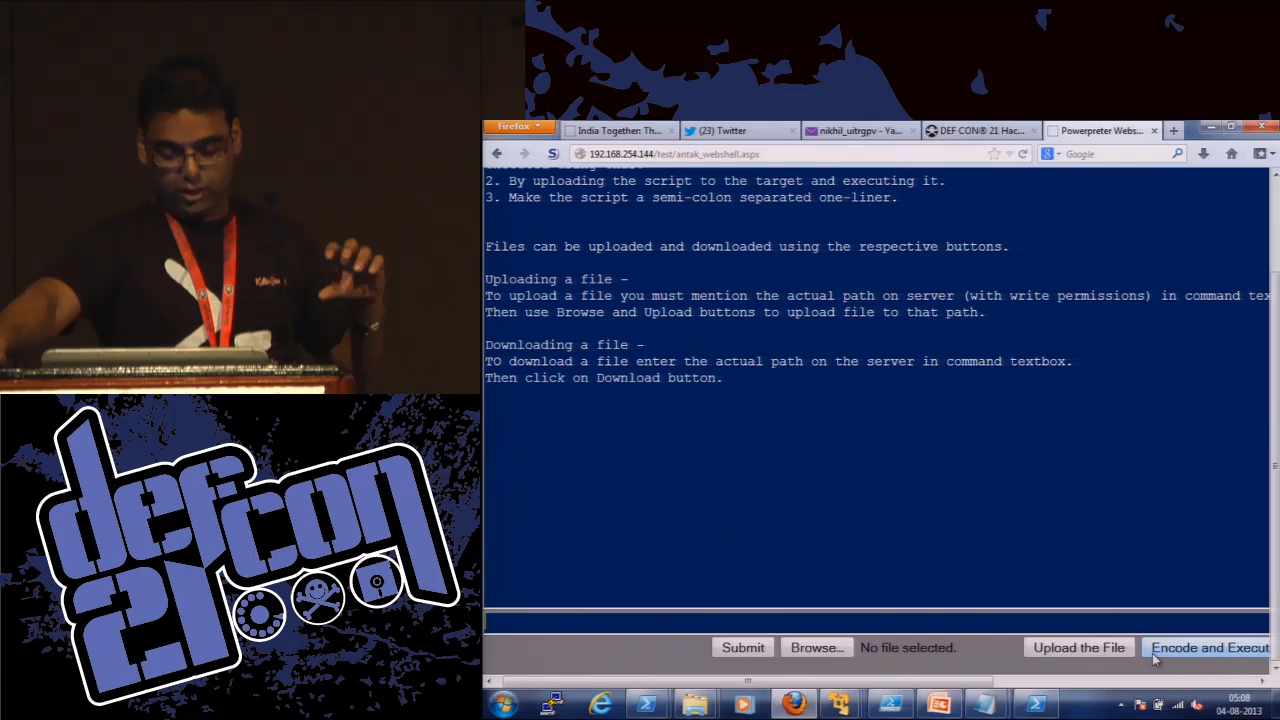 Firefox
India Together: Th...
(23) Twitter
nikhil_uitrgpv - Ya...
DEF CON® 21 Hac...
Powerpreter Webs...
192.168.254.144/test/antak_webshell.aspx
Google
2. By uploading the script to the target and executing it.
3. Make the script a semi-colon separated one-liner.
Files can be uploaded and downloaded using the respective buttons.
Uploading a file -
To upload a file you must mention the actual path on server (with write permissions) in command tex
Then use Browse and Upload buttons to upload file to that path.
Downloading a file -
TO download a file enter the actual path on the server in command textbox.
Then click on Download button.
Submit
Browse...
No file selected.
Upload the File
Encode and Execut
05:08
04-08-2013
defcon
21